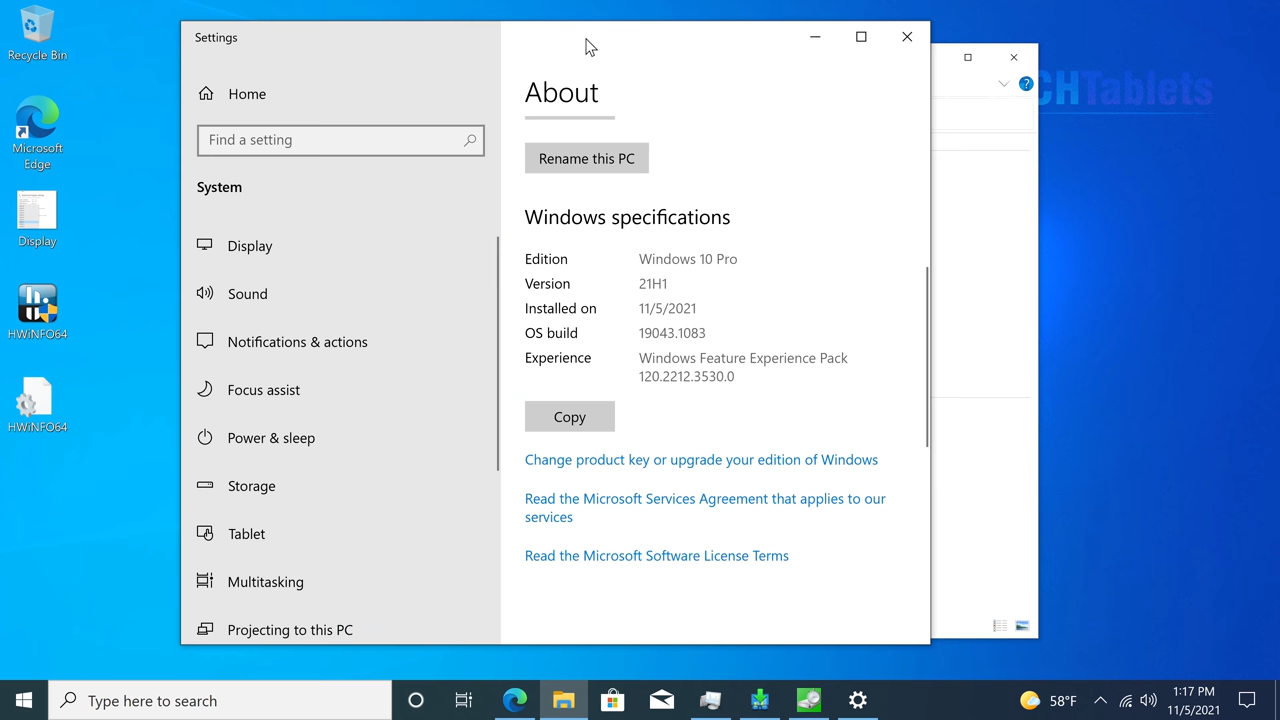 Recycle Bin
Microsoft
Edge
Display
HWiNFO64
HWiNFO64
Settings
Home
Find a setting
System
Display
Sound
Notifications & actions
Focus assist
Power & sleep
Storage
Tablet
Multitasking
Projecting to this PC
About
Rename this PC
Windows specifications
Edition Windows 10 Pro
Version 21H1
Installed on 11/5/2021
OS build 19043.1083
Experience Windows Feature Experience Pack
120.2212.3530.0
Copy
Change product key or upgrade your edition of Windows
Read the Microsoft Services Agreement that applies to our
services
Read the Microsoft Software License Terms
?
CHTablets
Type here to search
58°F
1:17 PM
11/5/2021